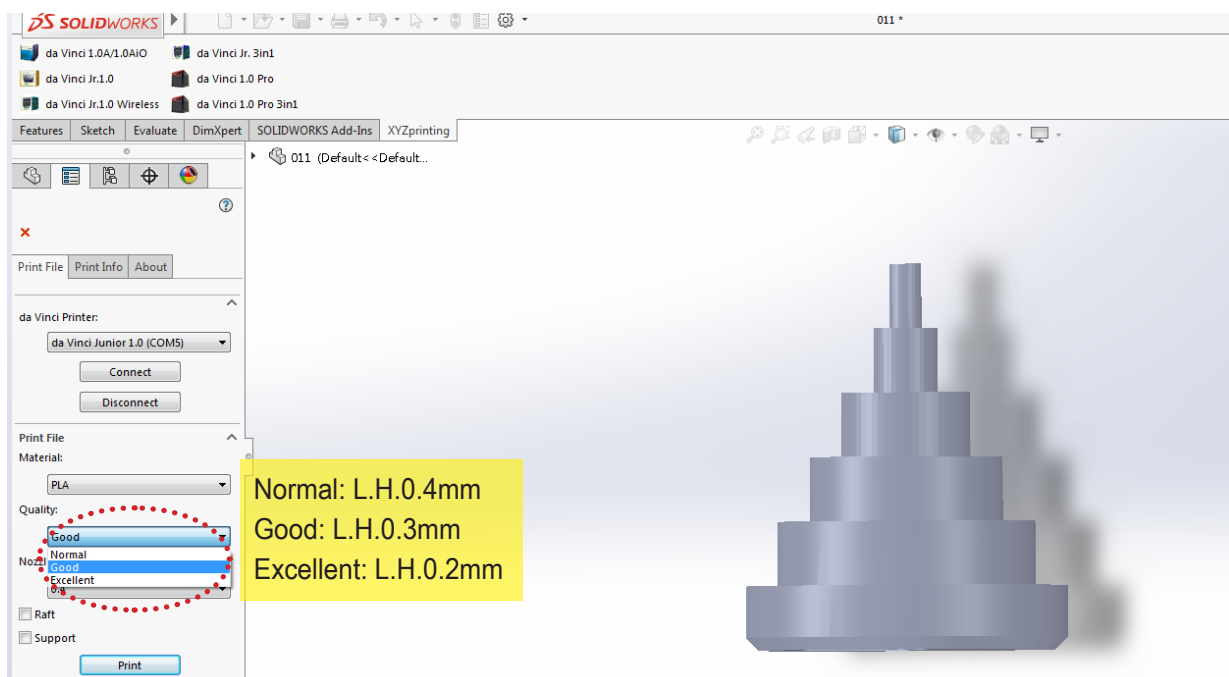 SOLIDWORKS
011 *
da Vinci 1.0A/1.0AiO
da Vinci Jr. 3in1
da Vinci Jr.1.0
da Vinci 1.0 Pro
da Vinci Jr.1.0 Wireless
da Vinci 1.0 Pro 3in1
Features Sketch Evaluate DimXpert SOLIDWORKS Add-Ins XYZprinting
011 (Default<<Default...
Print File Print Info About
da Vinci Printer:
da Vinci Junior 1.0 (COM5)
Connect
Disconnect
Print File
Material:
PLA
Quality:
Good
Normal
Good
Excellent
0.4
Raft
Support
Print
Normal: L.H.0.4mm
Good: L.H.0.3mm
Excellent: L.H.0.2mm